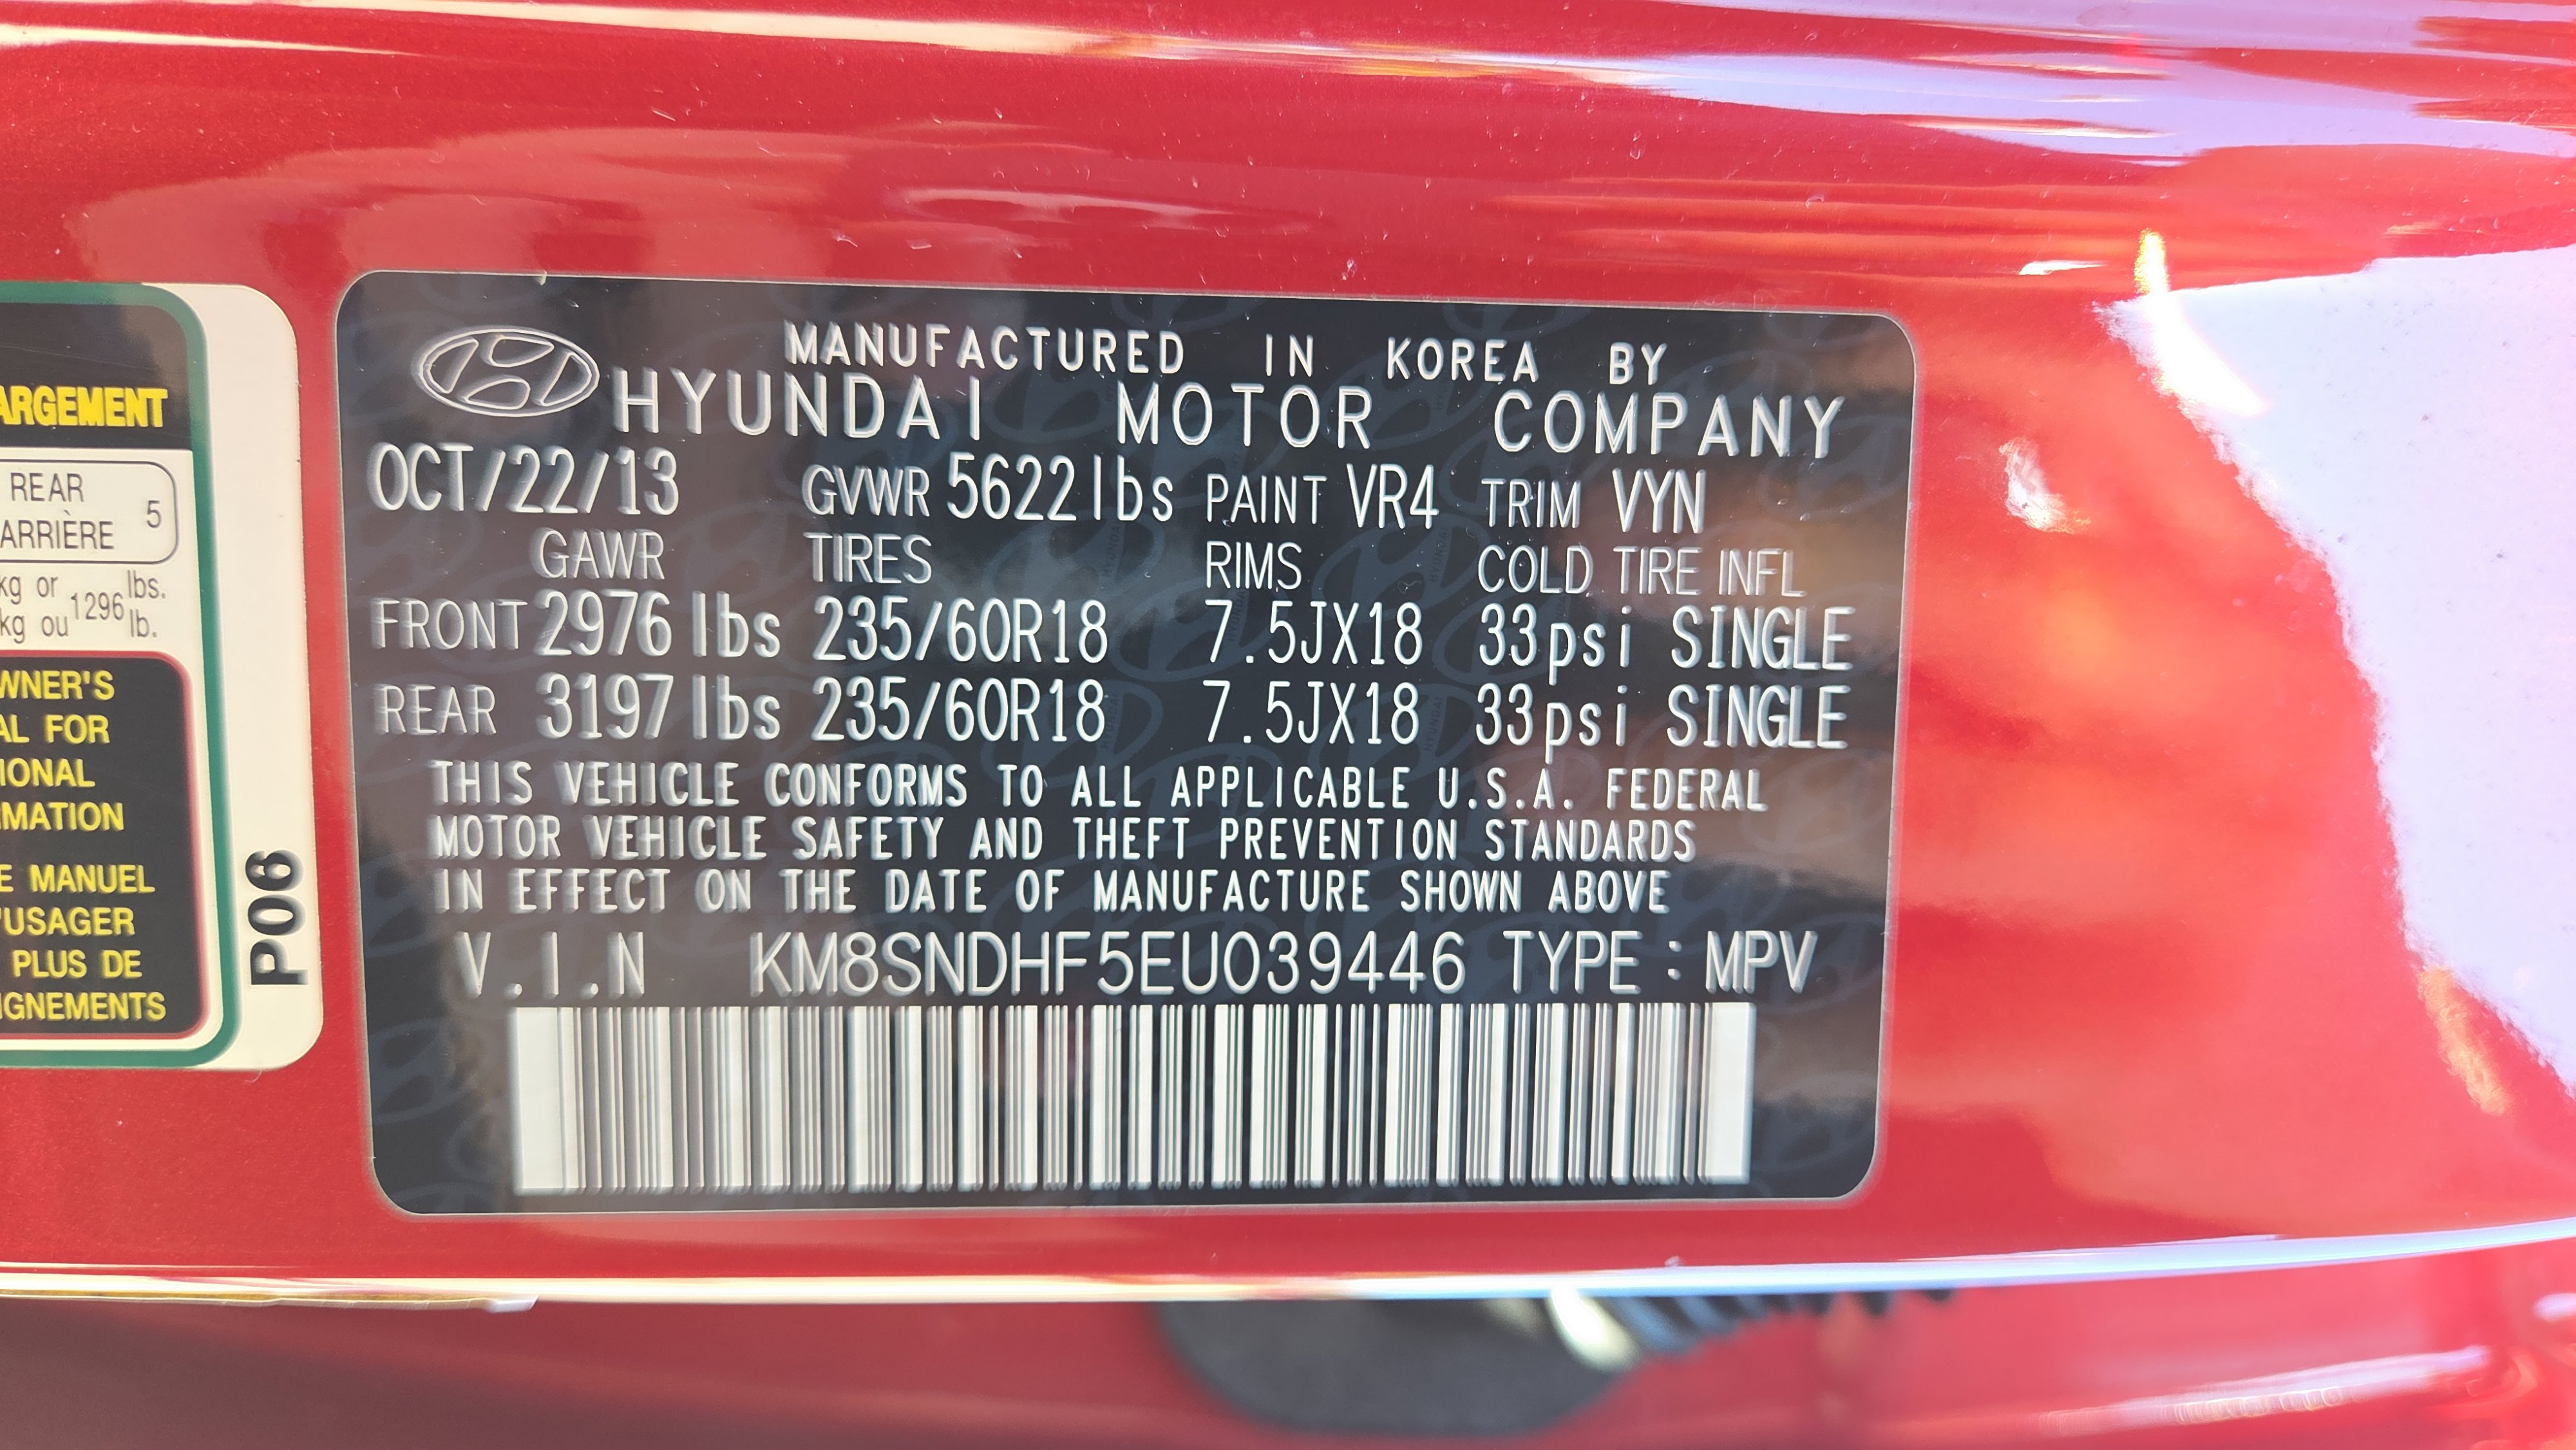 ARGEMENT
REAR
ARRIÈRE 5
kg or 1296 lbs.
kg ou lb.
WNER'S
AL FOR
IONAL
MATION
E MANUEL
'USAGER
PLUS DE
IGNEMENTS
P06
MANUFACTURED IN KOREA BY
HYUNDAI MOTOR COMPANY
OCT/22/13 GVWR 5622lbs PAINT VR4 TRIM VYN
GAWR TIRES RIMS COLD TIRE INFL
FRONT 2976 lbs 235/60R18 7.5JX18 33psi SINGLE
REAR 3197 lbs 235/60R18 7.5JX18 33psi SINGLE
THIS VEHICLE CONFORMS TO ALL APPLICABLE U.S.A. FEDERAL
MOTOR VEHICLE SAFETY AND THEFT PREVENTION STANDARDS
IN EFFECT ON THE DATE OF MANUFACTURE SHOWN ABOVE
V.I.N KM8SNDHF5EU039446 TYPE : MPV